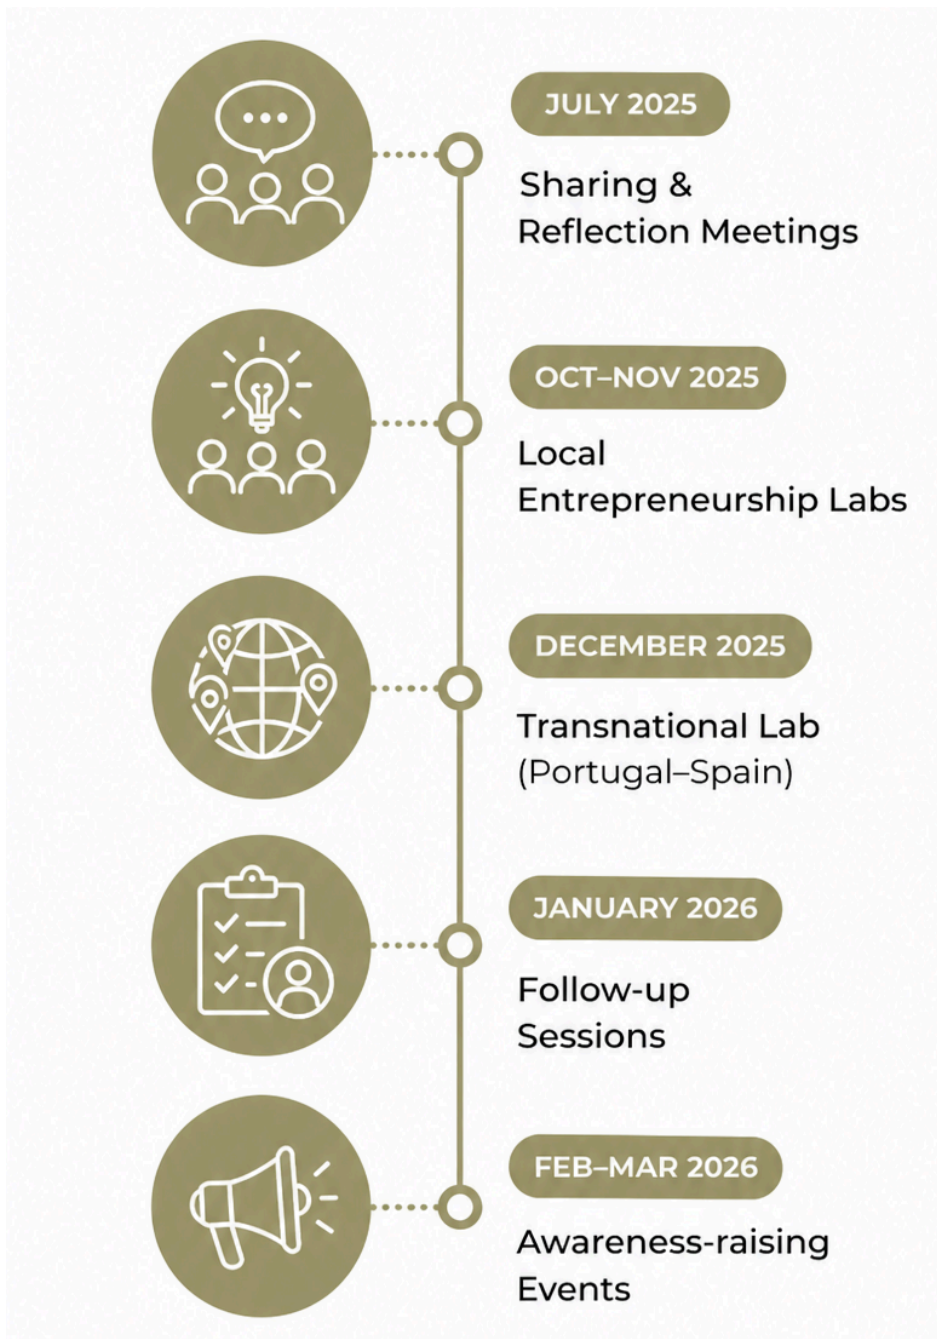 JULY 2025
Sharing &
Reflection Meetings
OCT–NOV 2025
Local
Entrepreneurship Labs
DECEMBER 2025
Transnational Lab
(Portugal–Spain)
JANUARY 2026
Follow-up
Sessions
FEB–MAR 2026
Awareness-raising
Events